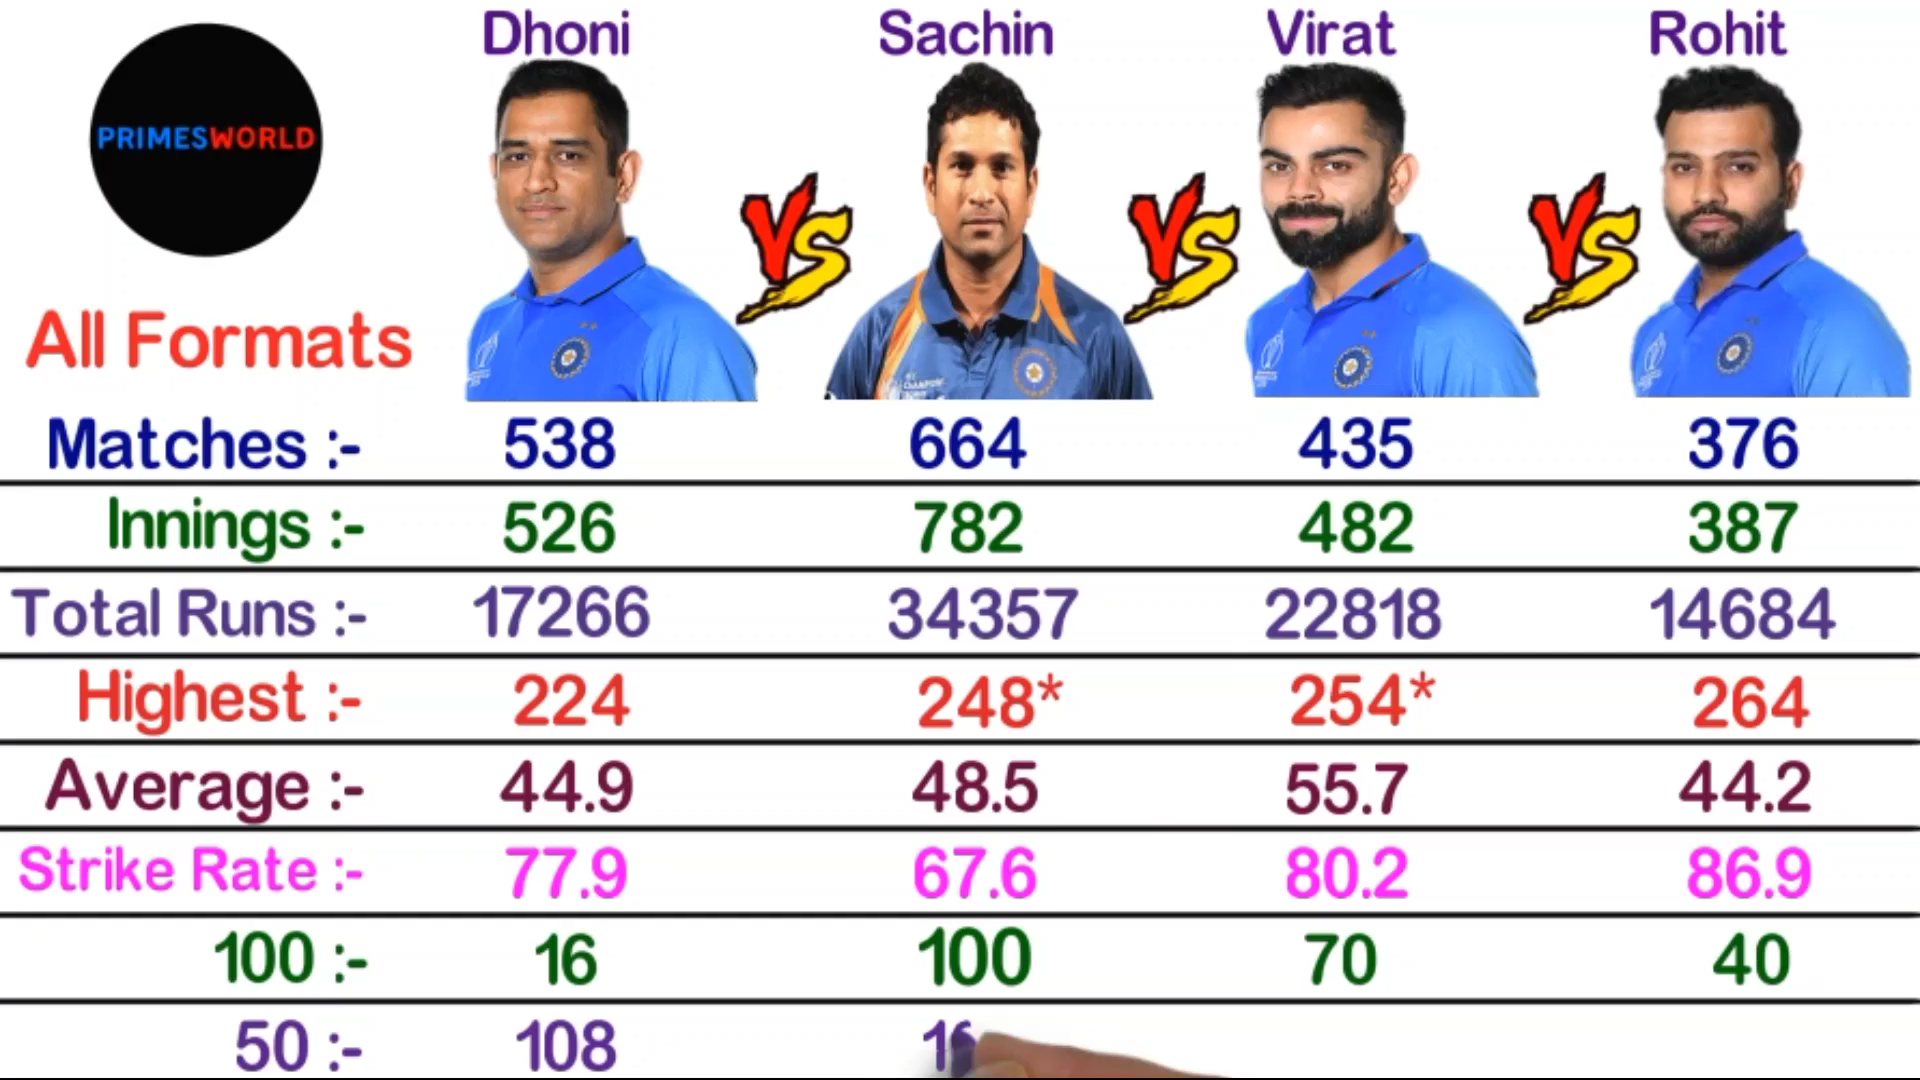 Dhoni Sachin Virat Rohit
PRIMESWORLD
VS VS VS
All Formats
Matches :- 538 664 435 376
Innings :- 526 782 482 387
Total Runs :- 17266 34357 22818 14684
Highest :- 224 248* 254* 264
Average :- 44.9 48.5 55.7 44.2
Strike Rate :- 77.9 67.6 80.2 86.9
100 :- 16 100 70 40
50 :- 108